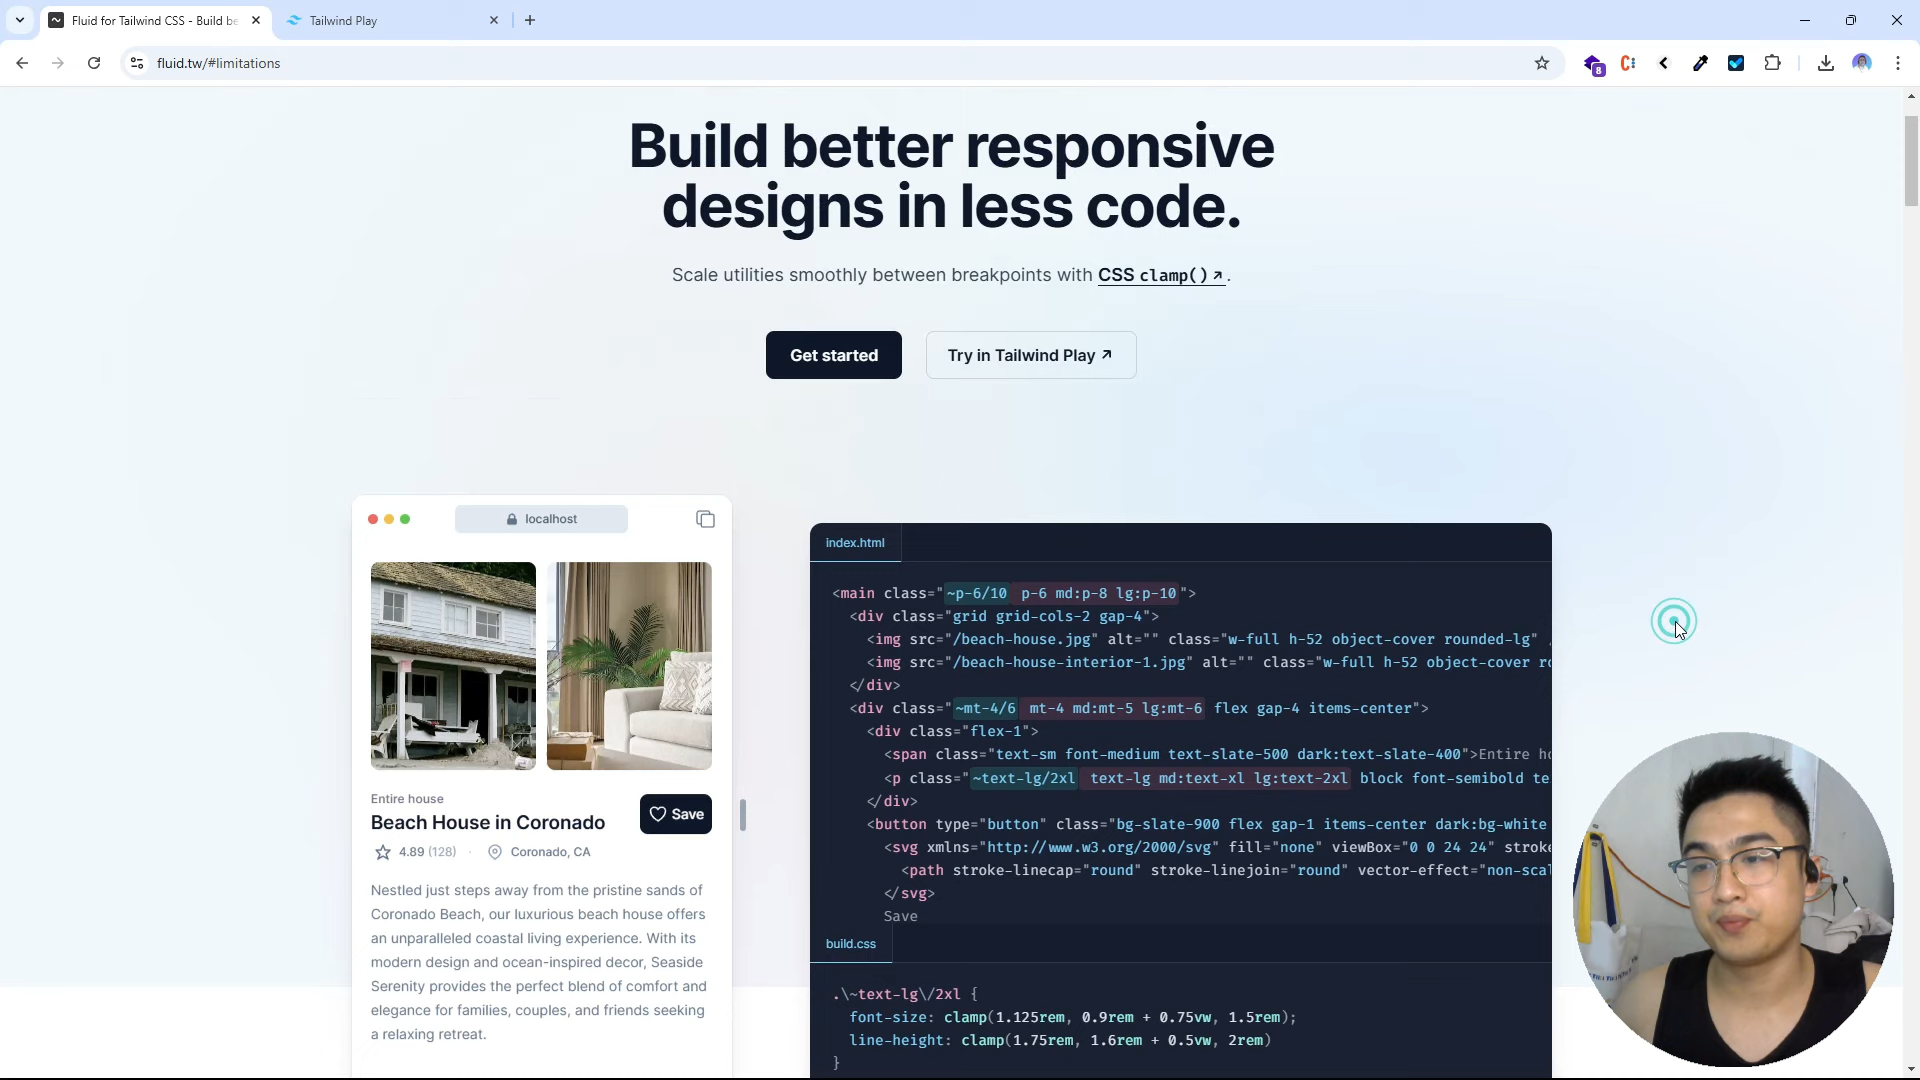 Fluid for Tailwind CSS - Build be
Tailwind Play
fluid.tw/#limitations
8
Build better responsive
designs in less code.
Scale utilities smoothly between breakpoints with CSS clamp() ↗.
Get started
Try in Tailwind Play ↗
localhost
Entire house
Beach House in Coronado
Save
4.89 (128) · Coronado, CA
Nestled just steps away from the pristine sands of
Coronado Beach, our luxurious beach house offers
an unparalleled coastal living experience. With its
modern design and ocean-inspired decor, Seaside
Serenity provides the perfect blend of comfort and
elegance for families, couples, and friends seeking
a relaxing retreat.
index.html
<main class="~p-6/10 p-6 md:p-8 lg:p-10">
<div class="grid grid-cols-2 gap-4">
<img src="/beach-house.jpg" alt="" class="w-full h-52 object-cover rounded-lg"
<img src="/beach-house-interior-1.jpg" alt="" class="w-full h-52 object-cover ro
</div>
<div class="~mt-4/6 mt-4 md:mt-5 lg:mt-6 flex gap-4 items-center">
<div class="flex-1">
<span class="text-sm font-medium text-slate-500 dark:text-slate-400">Entire ho
<p class="~text-lg/2xl text-lg md:text-xl lg:text-2xl block font-semibold te
</div>
<button type="button" class="bg-slate-900 flex gap-1 items-center dark:bg-white
<svg xmlns="http://www.w3.org/2000/svg" fill="none" viewBox="0 0 24 24" stroke
<path stroke-linecap="round" stroke-linejoin="round" vector-effect="non-scal
</svg>
Save
build.css
.\~text-lg\/2xl {
font-size: clamp(1.125rem, 0.9rem + 0.75vw, 1.5rem);
line-height: clamp(1.75rem, 1.6rem + 0.5vw, 2rem)
}